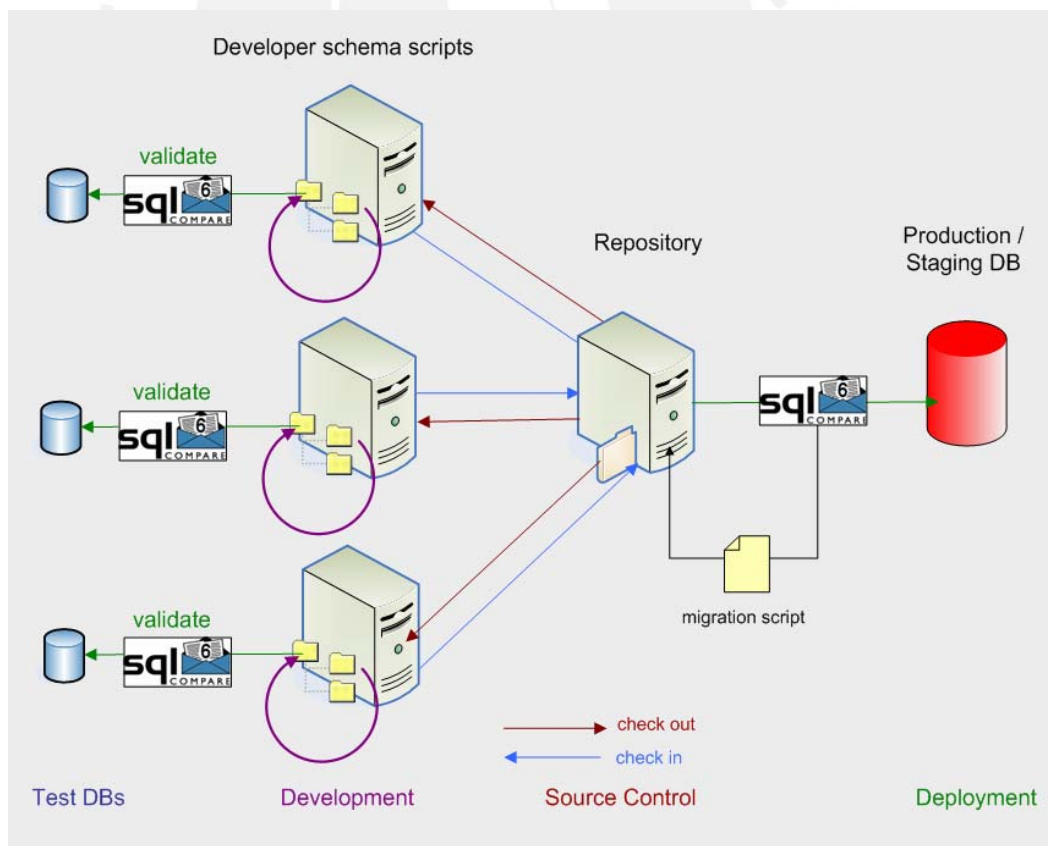 Developer schema scripts
validate
sql 6
COMPARE
Repository
Production /
Staging DB
validate
sql 6
COMPARE
sql 6
COMPARE
migration script
validate
sql 6
COMPARE
check out
check in
Test DBs
Development
Source Control
Deployment